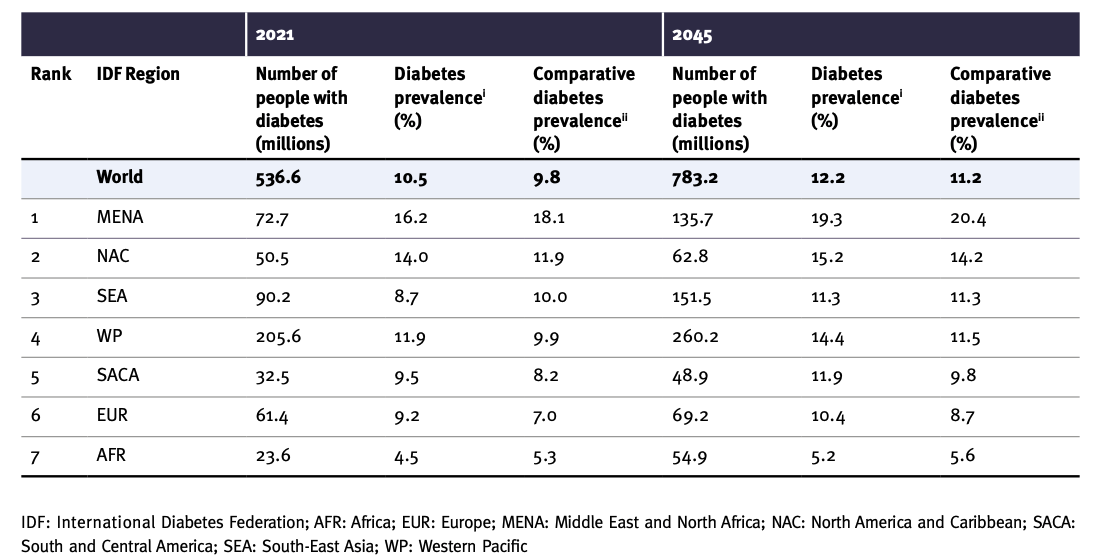 2021 2045
Rank IDF Region Number of people with diabetes (millions) Diabetes prevalenceⁱ (%) Comparative diabetes prevalenceⁱⁱ (%) Number of people with diabetes (millions) Diabetes prevalenceⁱ (%) Comparative diabetes prevalenceⁱⁱ (%)
World 536.6 10.5 9.8 783.2 12.2 11.2
1 MENA 72.7 16.2 18.1 135.7 19.3 20.4
2 NAC 50.5 14.0 11.9 62.8 15.2 14.2
3 SEA 90.2 8.7 10.0 151.5 11.3 11.3
4 WP 205.6 11.9 9.9 260.2 14.4 11.5
5 SACA 32.5 9.5 8.2 48.9 11.9 9.8
6 EUR 61.4 9.2 7.0 69.2 10.4 8.7
7 AFR 23.6 4.5 5.3 54.9 5.2 5.6
IDF: International Diabetes Federation; AFR: Africa; EUR: Europe; MENA: Middle East and North Africa; NAC: North America and Caribbean; SACA:
South and Central America; SEA: South-East Asia; WP: Western Pacific